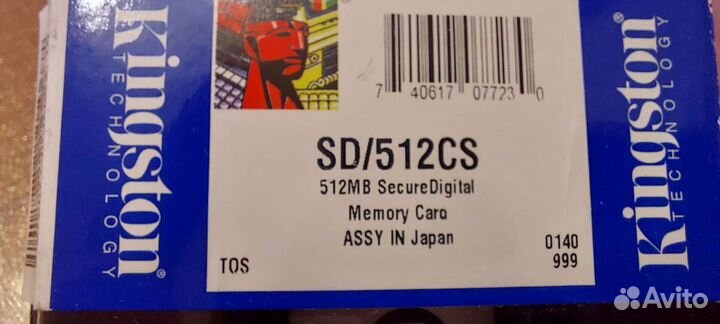 Kingston
TECHNOLOGY
7 40617 07723 0
SD/512CS
512MB SecureDigital
Memory Card
ASSY IN Japan
TOS
0140
999
Kingston
TECHNOLOGY
Avito